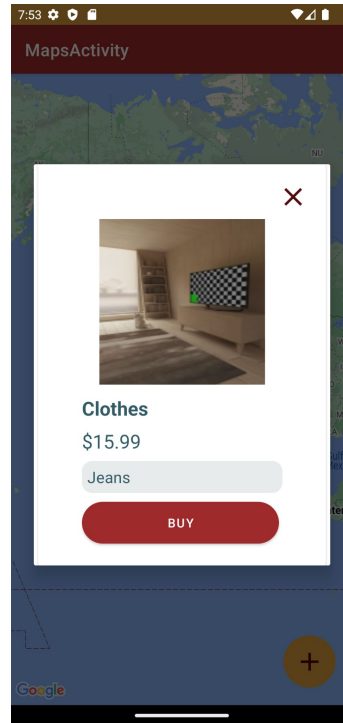 7:53
MapsActivity
NU
Clothes
$15.99
Jeans
BUY
Google